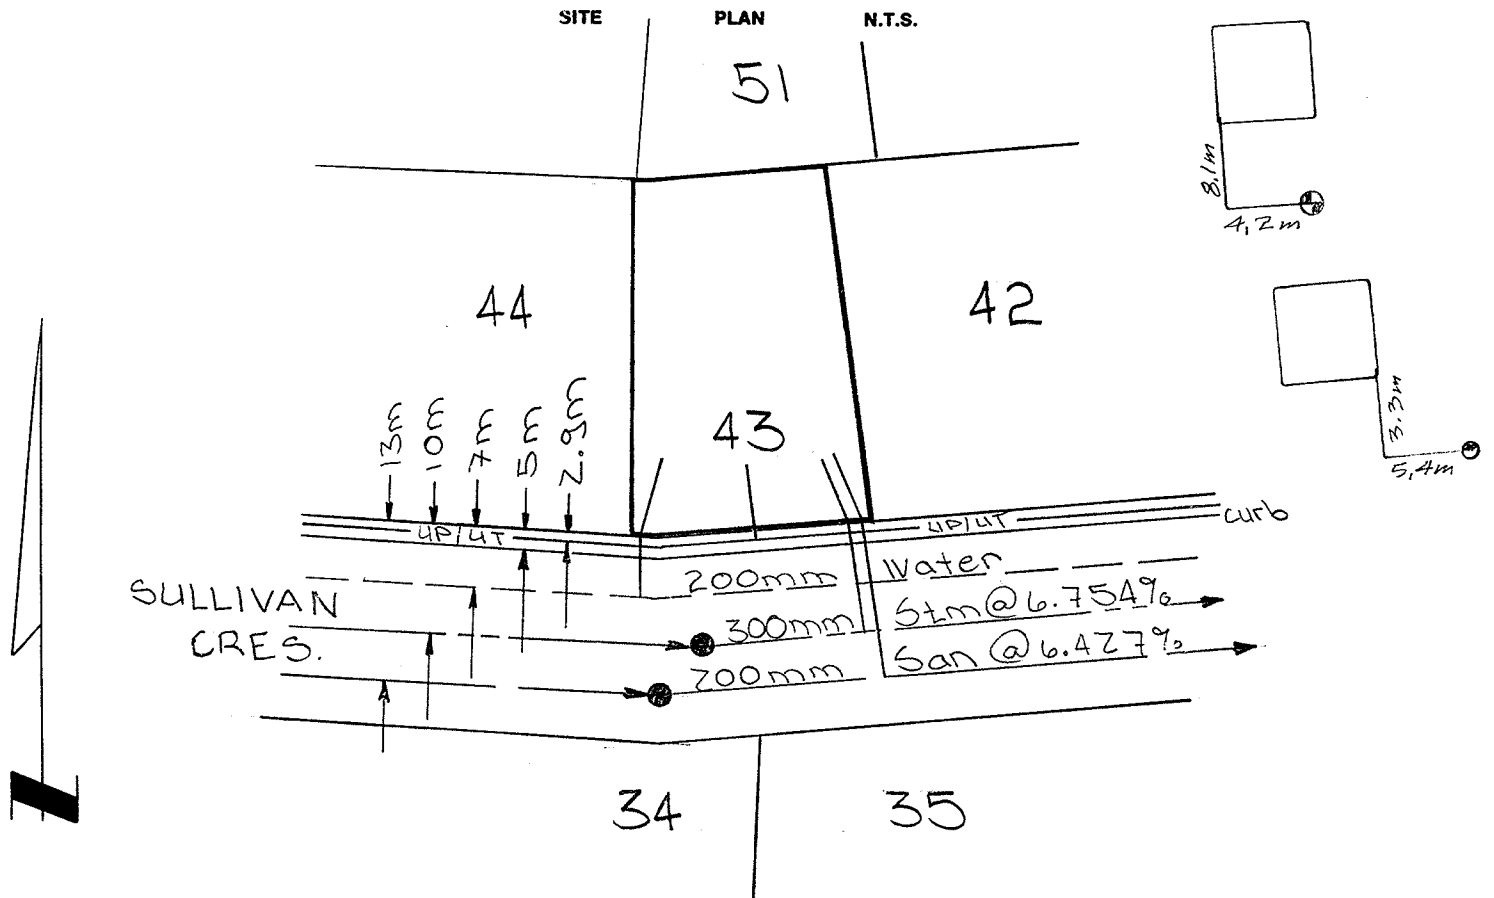 SITE PLAN N.T.S.
51
8.1m
4.2m
44
42
43
3.3m
5.4m
13m
10m
7m
5m
2.9m
UP/UT
UP/UT
curb
200mm Water
SULLIVAN
CRES.
300mm Stm@6.754%
200mm San @ 6.427%
34
35
N